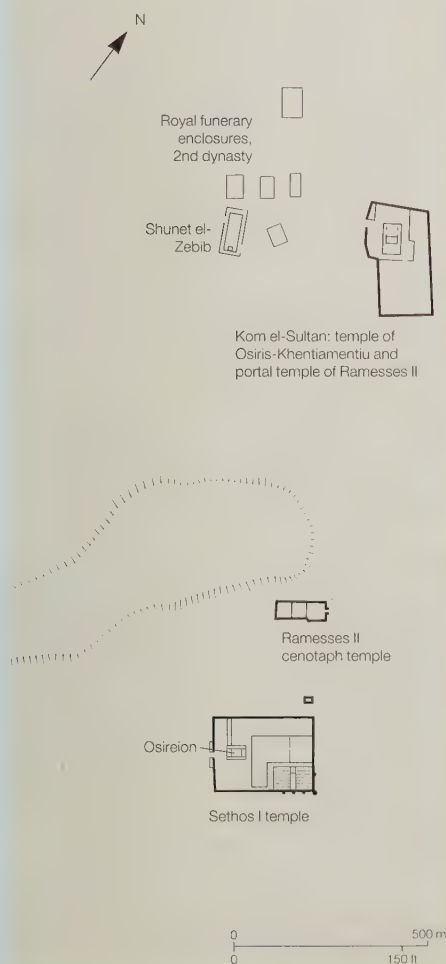 N
Royal funerary
enclosures,
2nd dynasty
Shunet el-
Zebib
Kom el-Sultan: temple of
Osiris-Khentiamentiu and
portal temple of Ramesses II
Ramesses II
cenotaph temple
Osireion
Sethos I temple
0 500 m
0 150 ft